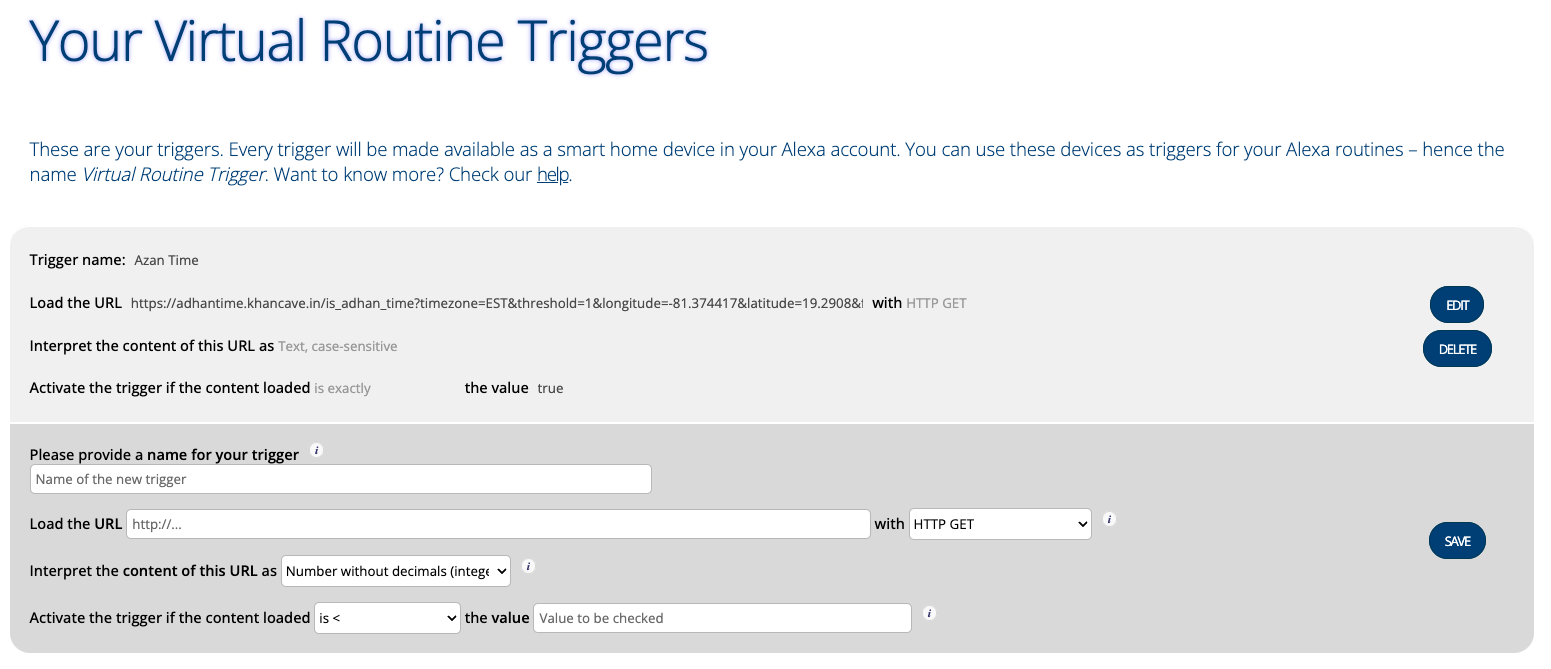 Your Virtual Routine Triggers
These are your triggers. Every trigger will be made available as a smart home device in your Alexa account. You can use these devices as triggers for your Alexa routines – hence the
name Virtual Routine Trigger. Want to know more? Check our help.
Trigger name: Azan Time
Load the URL https://adhantime.khancave.in/is_adhan_time?timezone=EST&threshold=1&longitude=-81.374417&latitude=19.2908& with HTTP GET
EDIT
Interpret the content of this URL as Text, case-sensitive
DELETE
Activate the trigger if the content loaded is exactly the value true
Please provide a name for your trigger i
Name of the new trigger
Load the URL http://... with HTTP GET i
SAVE
Interpret the content of this URL as Number without decimals (intege i
Activate the trigger if the content loaded is < the value Value to be checked i